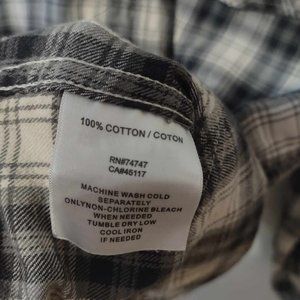 100% COTTON / COTON
RN#74747
CA#45117
MACHINE WASH COLD
SEPARATELY
ONLYNON-CHLORINE BLEACH
WHEN NEEDED
TUMBLE DRY LOW
COOL IRON
IF NEEDED